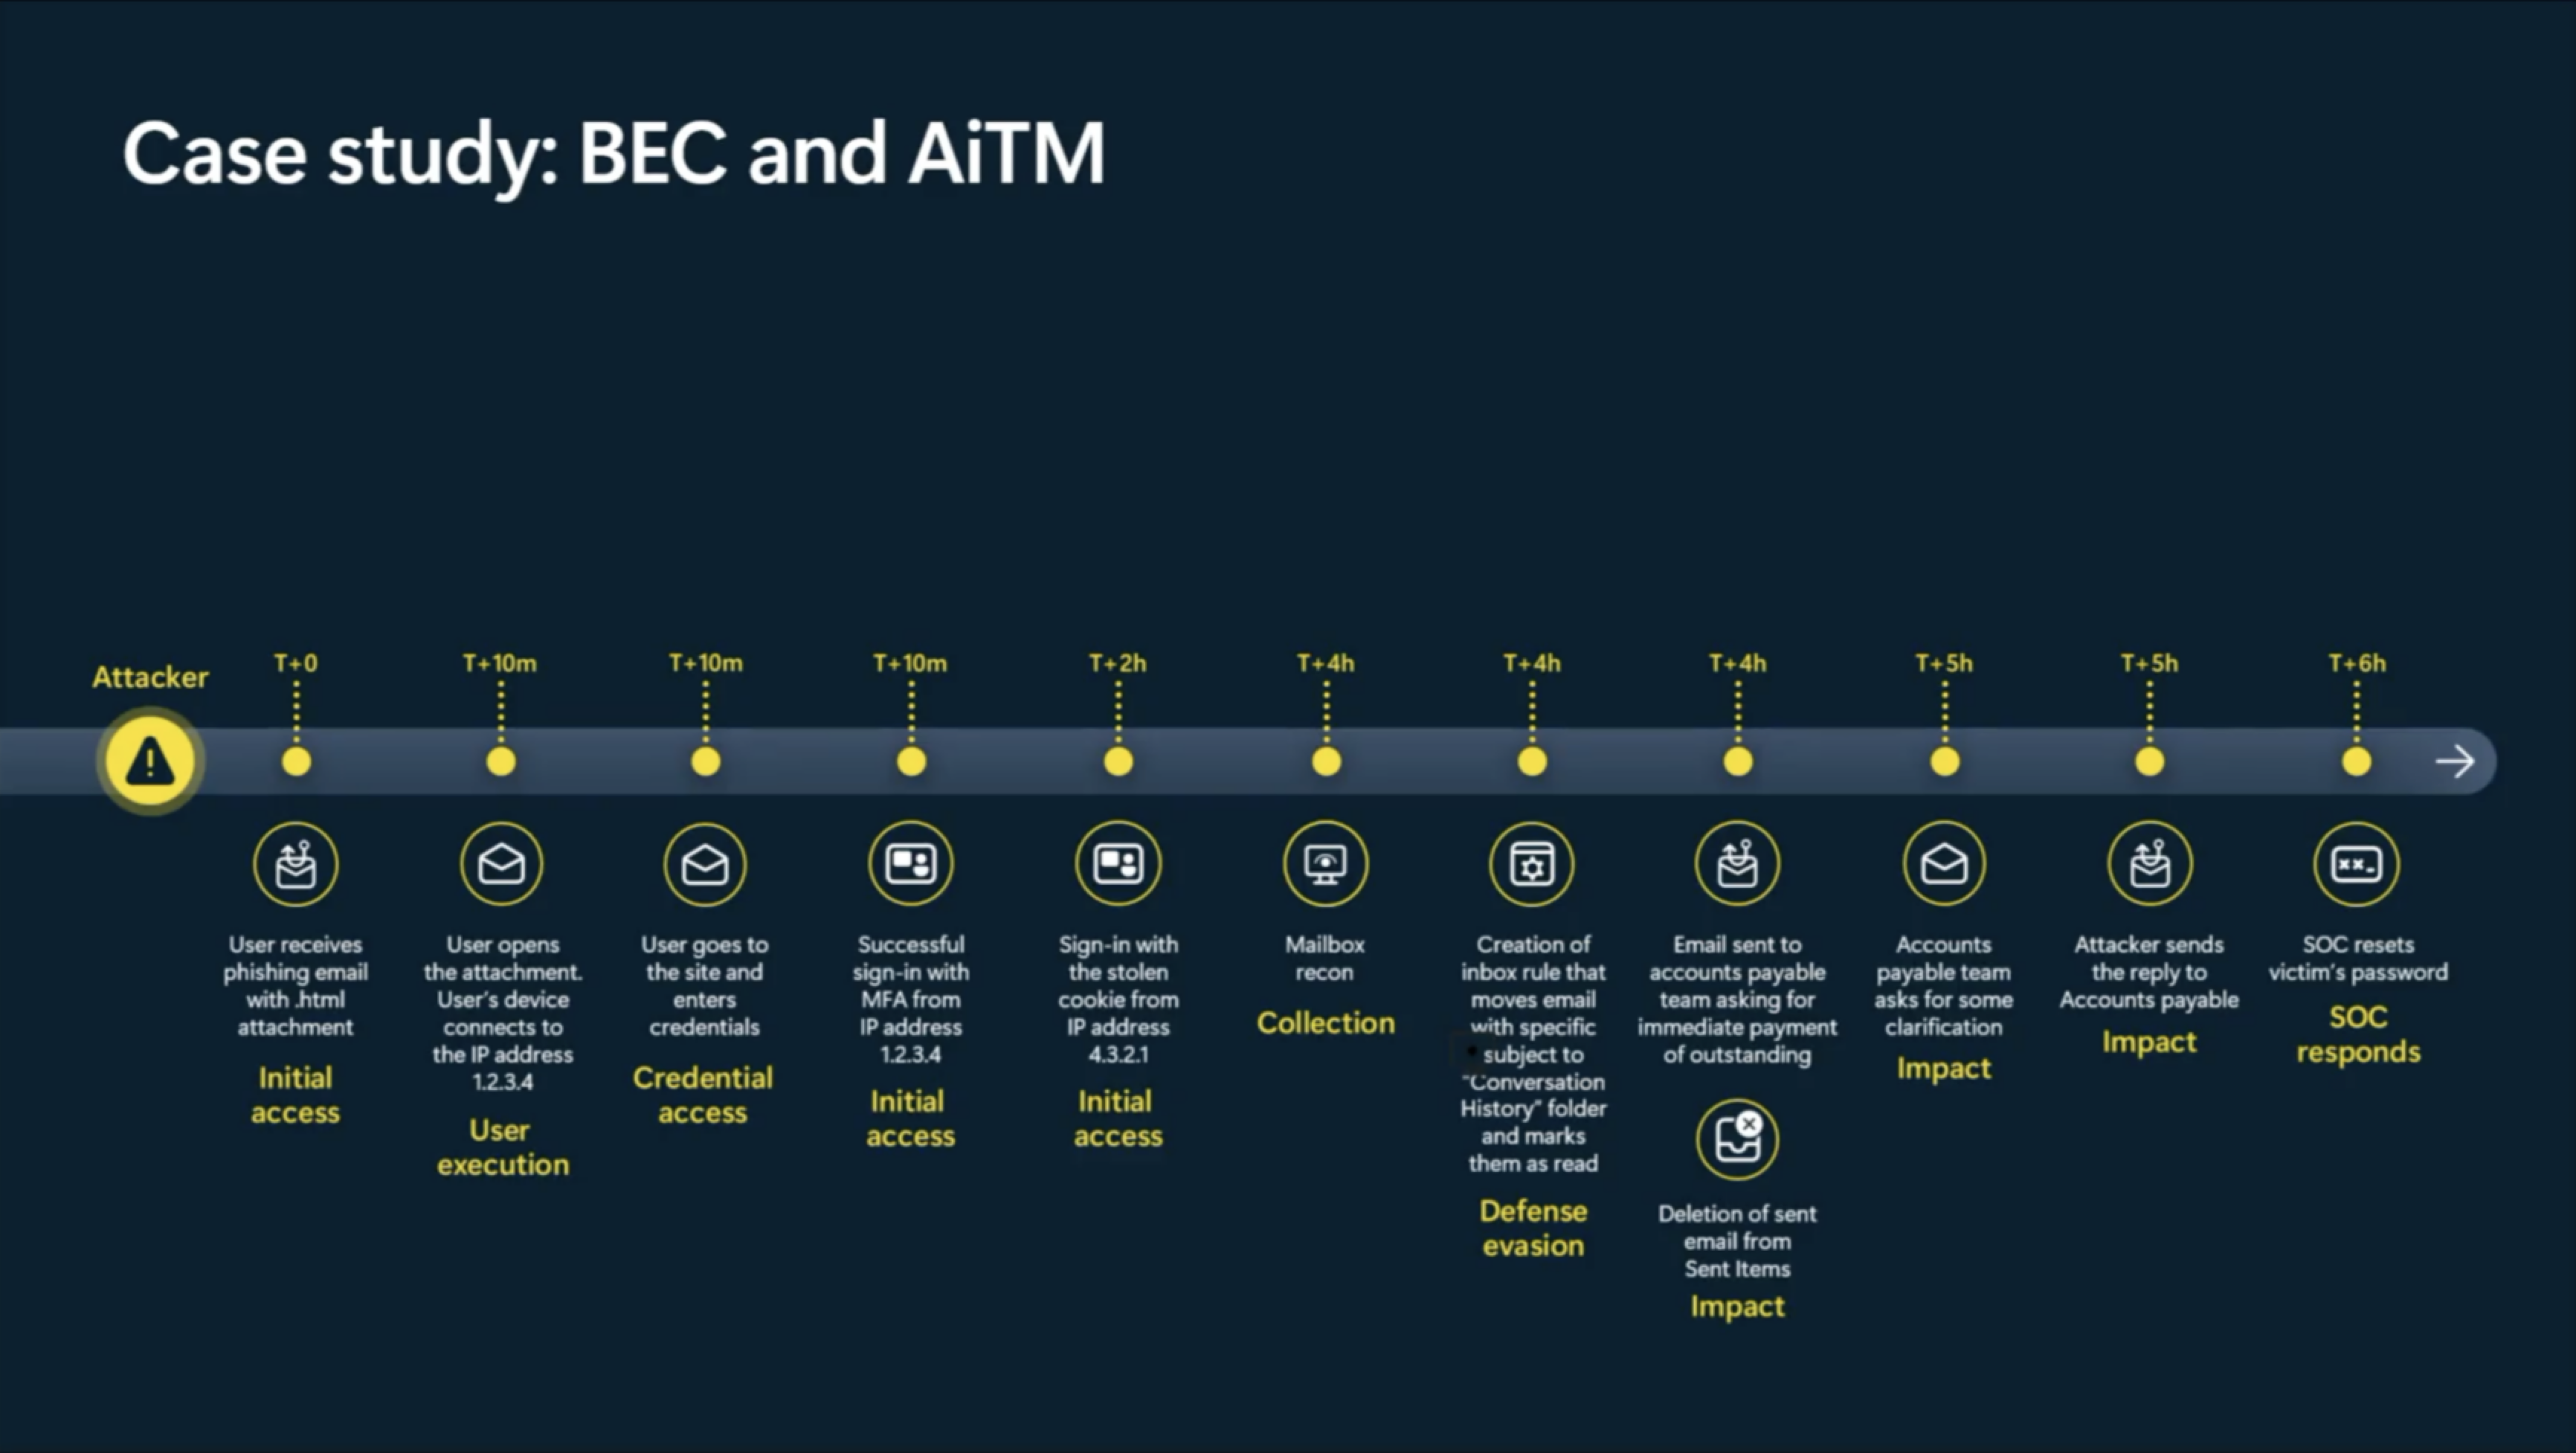 Case study: BEC and AiTM
Attacker
T+0
User receives
phishing email
with .html
attachment
Initial
access
T+10m
User opens
the attachment.
User's device
connects to
the IP address
1.2.3.4
User
execution
T+10m
User goes to
the site and
enters
credentials
Credential
access
T+10m
Successful
sign-in with
MFA from
IP address
1.2.3.4
Initial
access
T+2h
Sign-in with
the stolen
cookie from
IP address
4.3.2.1
Initial
access
T+4h
Mailbox
recon
Collection
T+4h
Creation of
inbox rule that
moves email
with specific
subject to
"Conversation
History" folder
and marks
them as read
Defense
evasion
T+4h
Email sent to
accounts payable
team asking for
immediate payment
of outstanding
Deletion of sent
email from
Sent Items
Impact
T+5h
Accounts
payable team
asks for some
clarification
Impact
T+5h
Attacker sends
the reply to
Accounts payable
Impact
T+6h
xx_
SOC resets
victim's password
SOC
responds